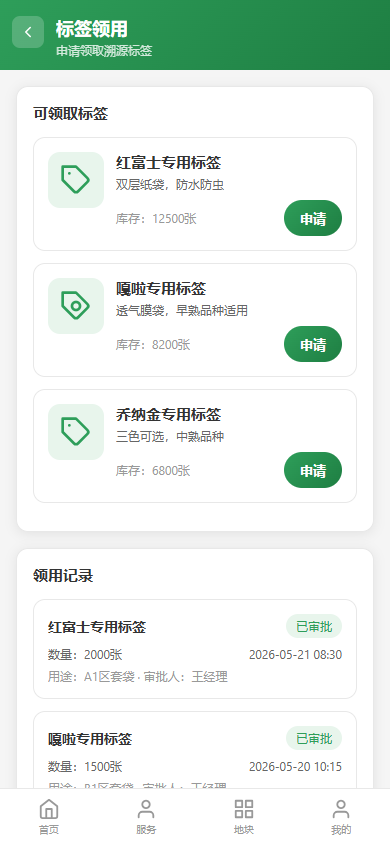 标签领用
申请领取溯源标签
可领取标签
红富士专用标签
双层纸袋，防水防虫
库存：12500张
申请
嘎啦专用标签
透气膜袋，早熟品种适用
库存：8200张
申请
乔纳金专用标签
三色可选，中熟品种
库存：6800张
申请
领用记录
红富士专用标签
已审批
数量：2000张
2026-05-21 08:30
用途：A1区套袋 · 审批人：王经理
嘎啦专用标签
已审批
数量：1500张
2026-05-20 10:15
用途：B1区套袋 · 审批人：王经理
首页
服务
地块
我的